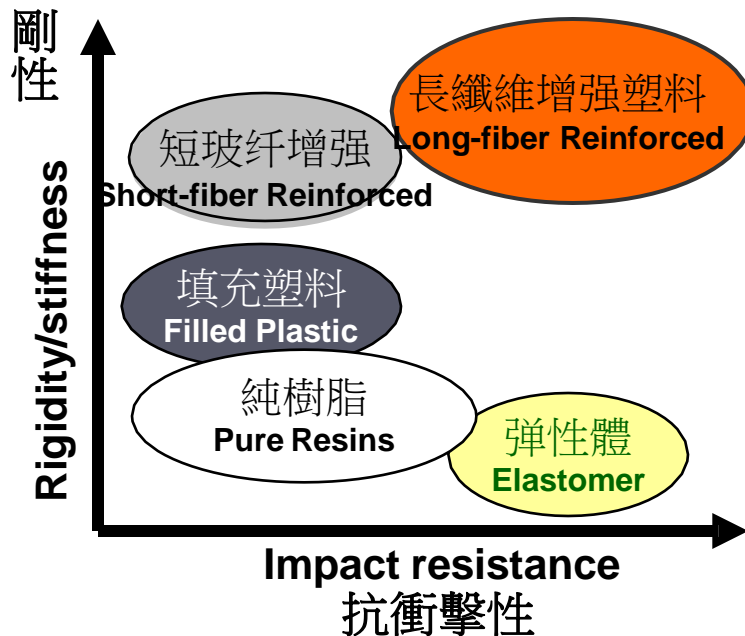 剛
性
Rigidity/stiffness
長纖維增强塑料
Long-fiber Reinforced
短玻纤增强
Short-fiber Reinforced
填充塑料
Filled Plastic
純樹脂
Pure Resins
弹性體
Elastomer
Impact resistance
抗衝擊性